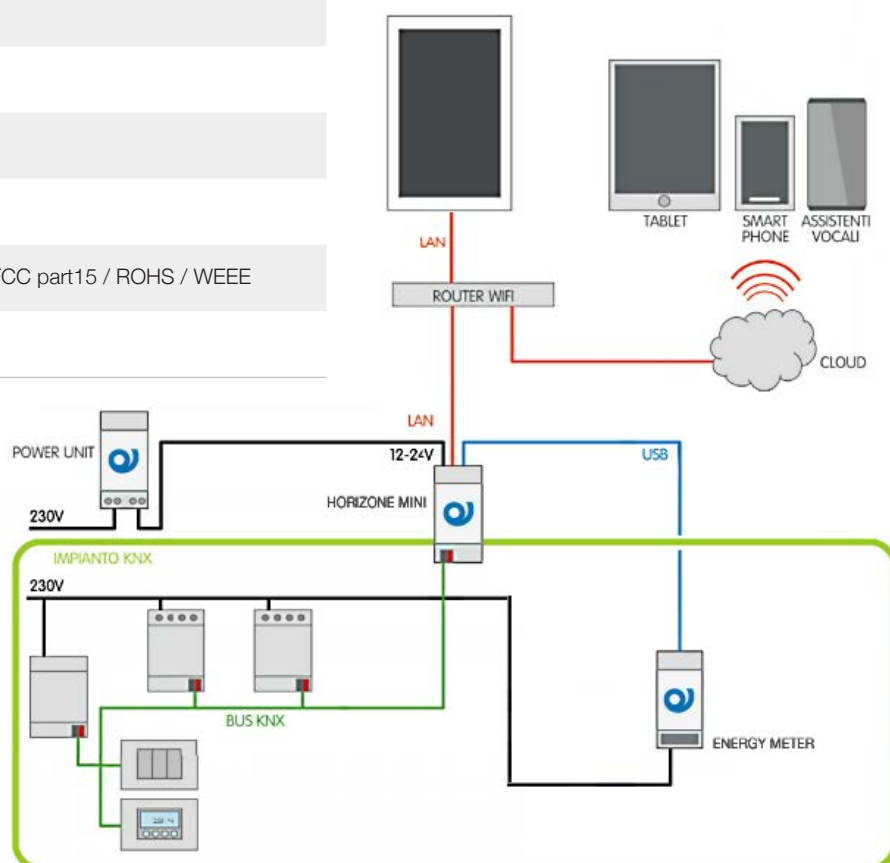 TABLET
SMART
PHONE
ASSISTENTI
VOCALI
LAN
CC part15 / ROHS / WEEE
ROUTER WIFI
CLOUD
LAN
POWER UNIT
12-24V
USB
HORIZONE MINI
230V
IMPIANTO KNX
230V
BUS KNX
ENERGY METER